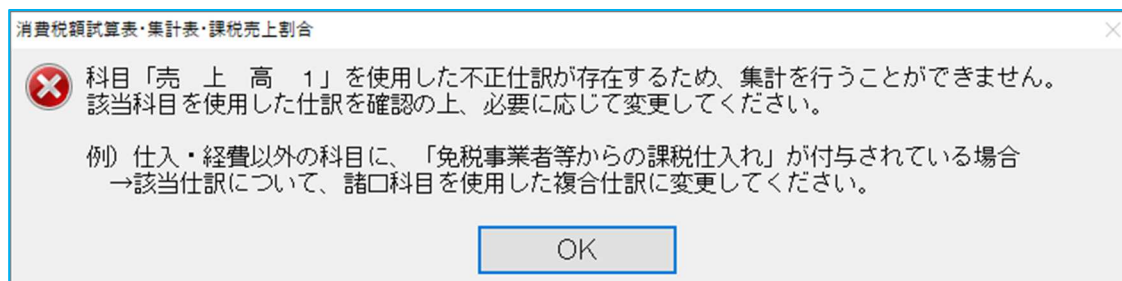 消費税額試算表・集計表・課税売上割合
科目「売　上　高　1」を使用した不正仕訳が存在するため、集計を行うことができません。
該当科目を使用した仕訳を確認の上、必要に応じて変更してください。
例）仕入・経費以外の科目に、「免税事業者等からの課税仕入れ」が付与されている場合
→該当仕訳について、諸口科目を使用した複合仕訳に変更してください。
OK